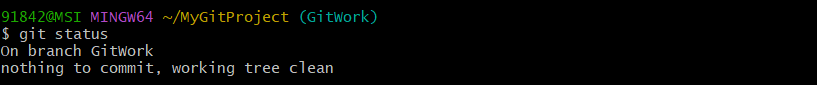 91842@MSI MINGW64 ~/MyGitProject (GitWork)
$ git status
On branch GitWork
nothing to commit, working tree clean